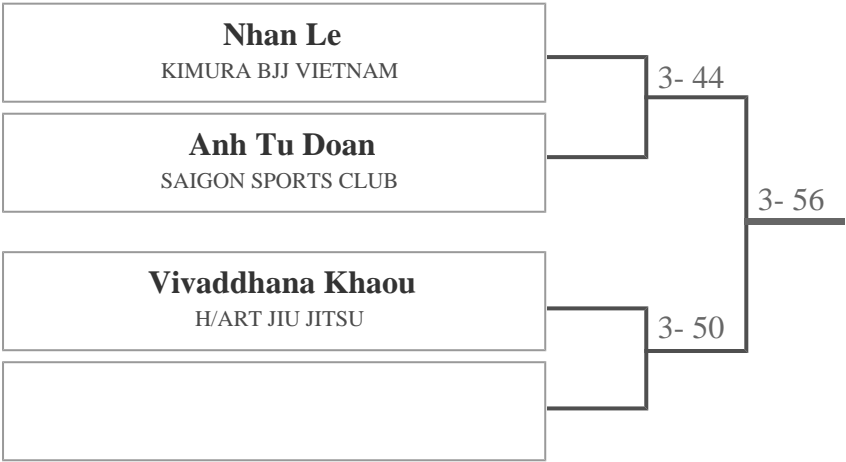 Nhan Le
KIMURA BJJ VIETNAM
3- 44
Anh Tu Doan
SAIGON SPORTS CLUB
3- 56
Vivaddhana Khaou
H/ART JIU JITSU
3- 50